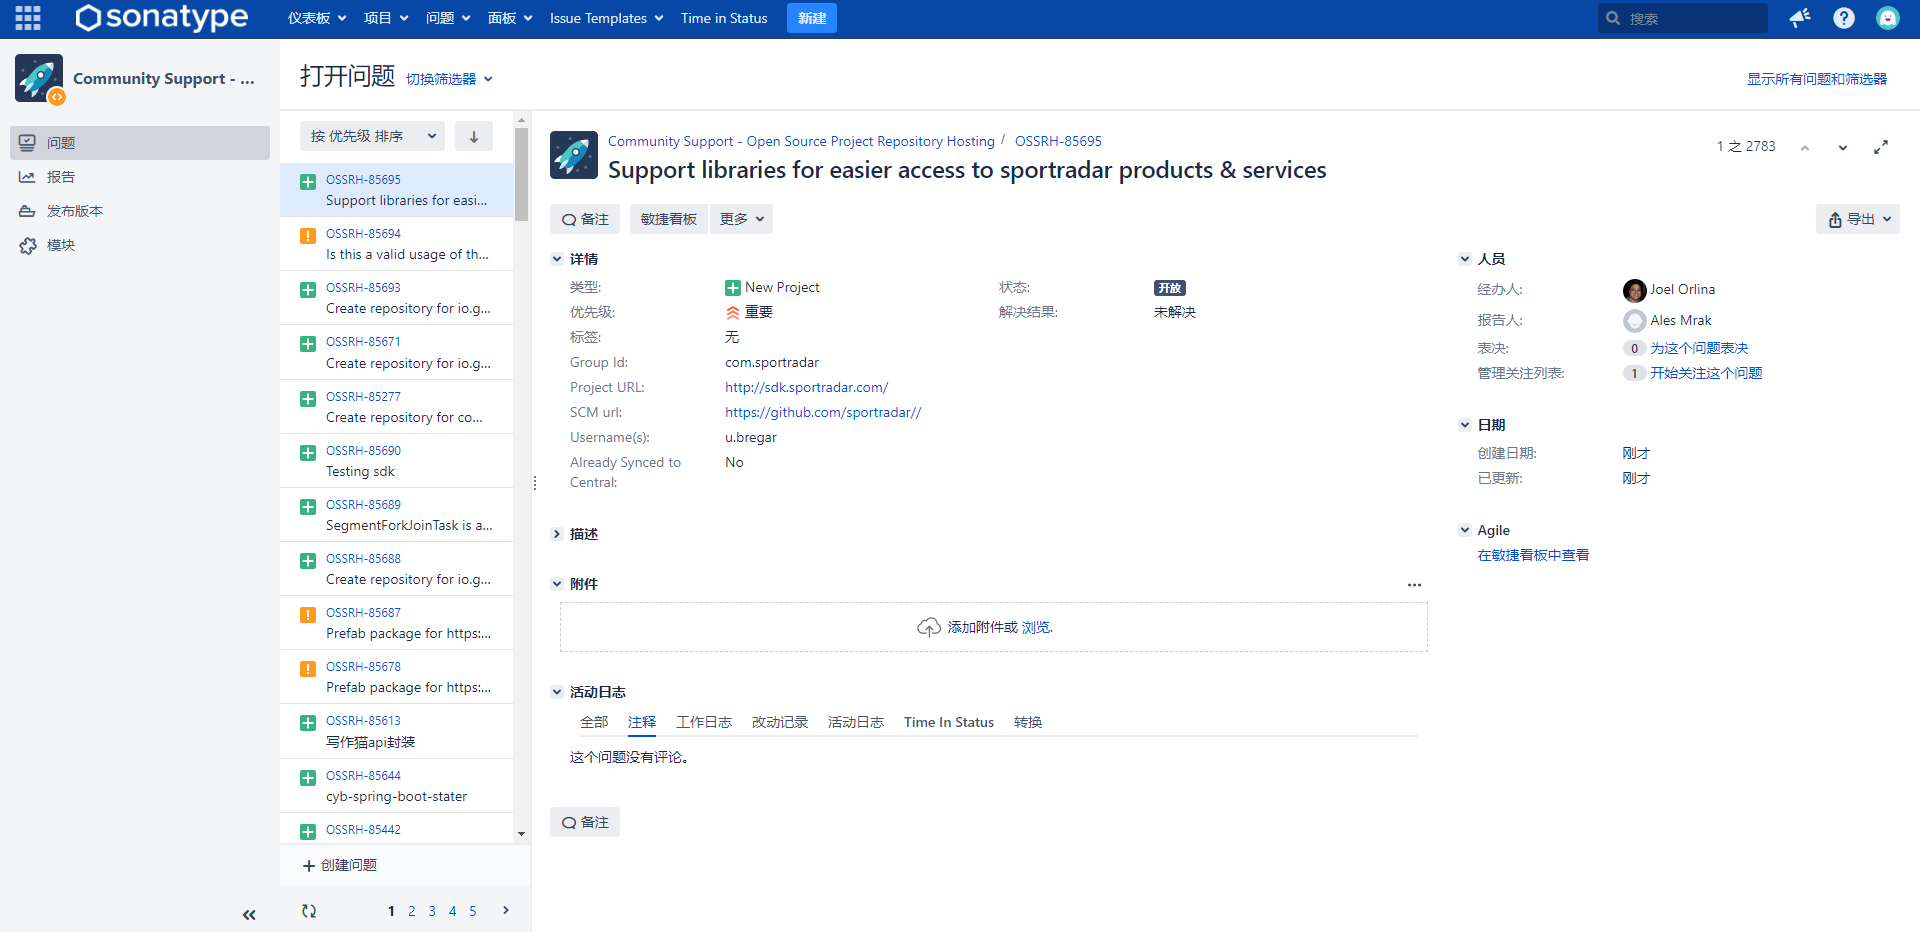 sonatype 仪表板 项目 问题 面板 Issue Templates Time in Status 新建 搜索
Community Support - ...
问题
报告
发布版本
模块
打开问题 切换筛选器
显示所有问题和筛选器
按 优先级 排序
OSSRH-85695
Support libraries for easi...
OSSRH-85694
Is this a valid usage of th...
OSSRH-85693
Create repository for io.g...
OSSRH-85671
Create repository for io.g...
OSSRH-85277
Create repository for co...
OSSRH-85690
Testing sdk
OSSRH-85689
SegmentForkJoinTask is a...
OSSRH-85688
Create repository for io.g...
OSSRH-85687
Prefab package for https:...
OSSRH-85678
Prefab package for https:...
OSSRH-85613
写作猫api封装
OSSRH-85644
cyb-spring-boot-stater
OSSRH-85442
创建问题
1 2 3 4 5
Community Support - Open Source Project Repository Hosting / OSSRH-85695
Support libraries for easier access to sportradar products & services
1 之 2783
备注 敏捷看板 更多 导出
详情
类型: New Project 状态: 开放
优先级: 重要 解决结果: 未解决
标签: 无
Group Id: com.sportradar
Project URL: http://sdk.sportradar.com/
SCM url: https://github.com/sportradar//
Username(s): u.bregar
Already Synced to Central: No
描述
附件
添加附件或 浏览.
活动日志
全部 注释 工作日志 改动记录 活动日志 Time In Status 转换
这个问题没有评论。
备注
人员
经办人: Joel Orlina
报告人: Ales Mrak
表决: 0 为这个问题表决
管理关注列表: 1 开始关注这个问题
日期
创建日期: 刚才
已更新: 刚才
Agile
在敏捷看板中查看